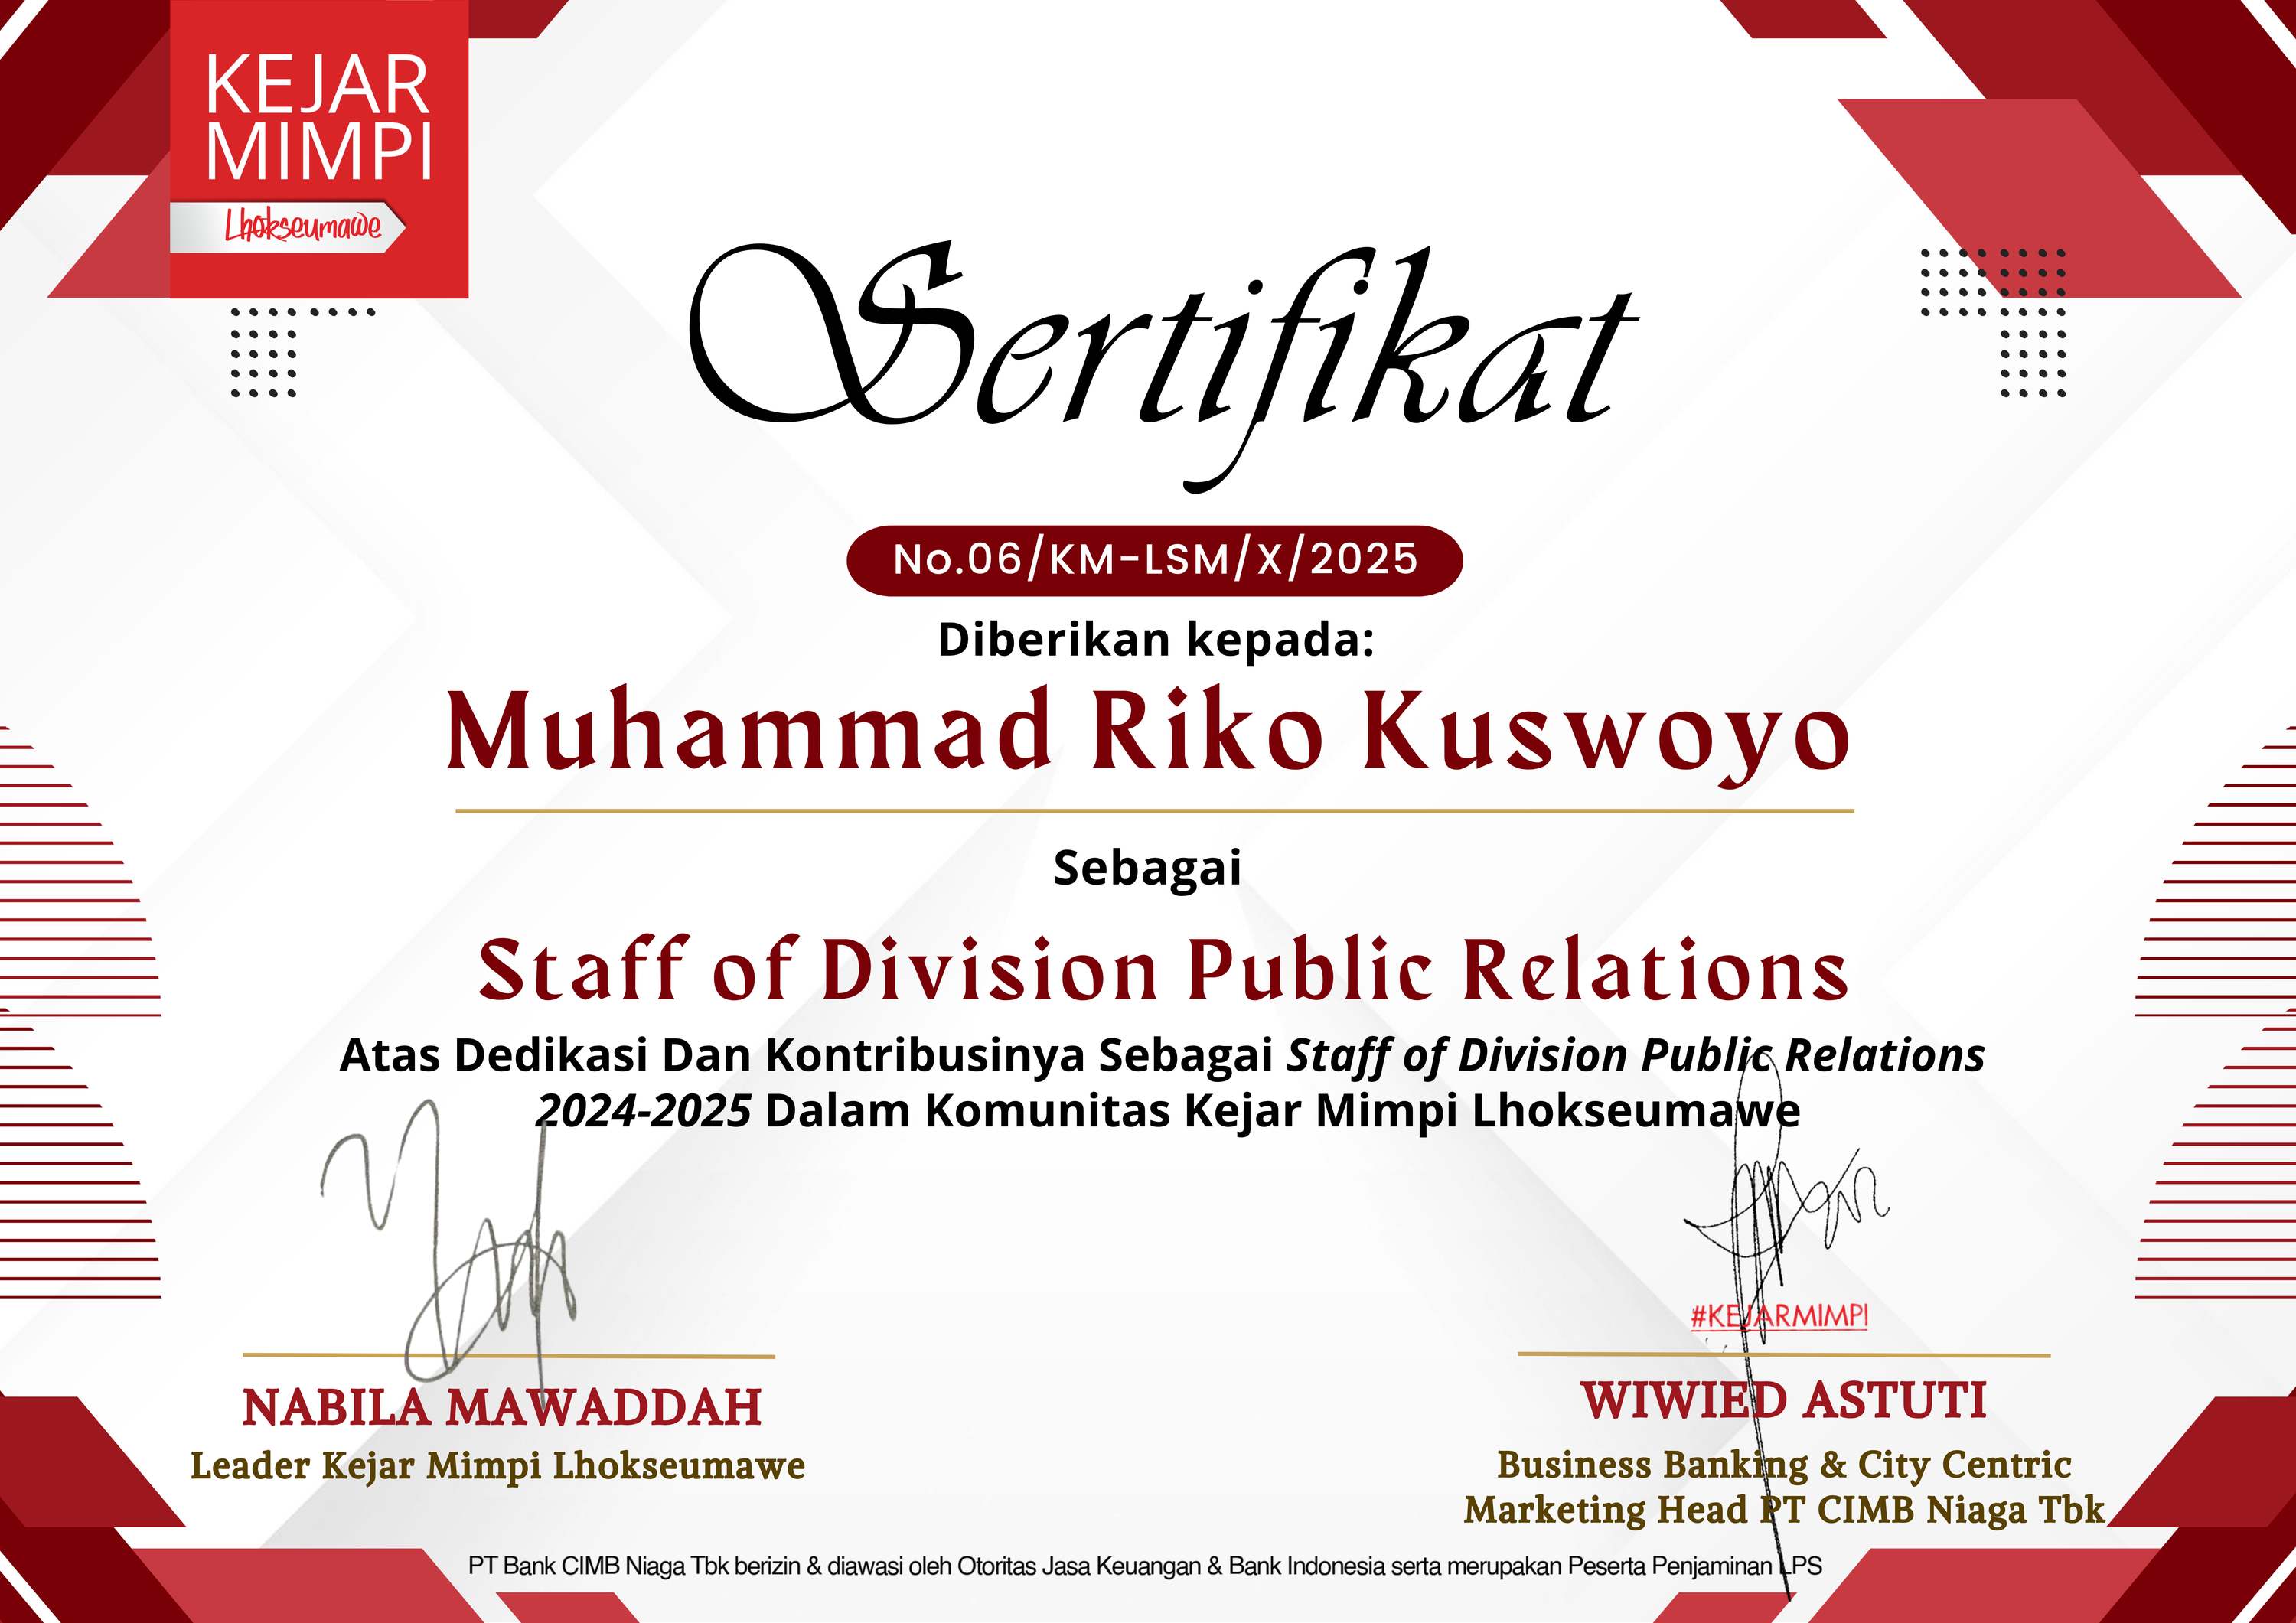 KEJAR
MIMPI
Lhokseumawe
Sertifikat
No.06/KM-LSM/X/2025
Diberikan kepada:
Muhammad Riko Kuswoyo
Sebagai
Staff of Division Public Relations
Atas Dedikasi Dan Kontribusinya Sebagai Staff of Division Public Relations
2024-2025 Dalam Komunitas Kejar Mimpi Lhokseumawe
#KEJARMIMPI
NABILA MAWADDAH
Leader Kejar Mimpi Lhokseumawe
WIWIED ASTUTI
Business Banking & City Centric
Marketing Head PT CIMB Niaga Tbk
PT Bank CIMB Niaga Tbk berizin & diawasi oleh Otoritas Jasa Keuangan & Bank Indonesia serta merupakan Peserta Penjaminan LPS